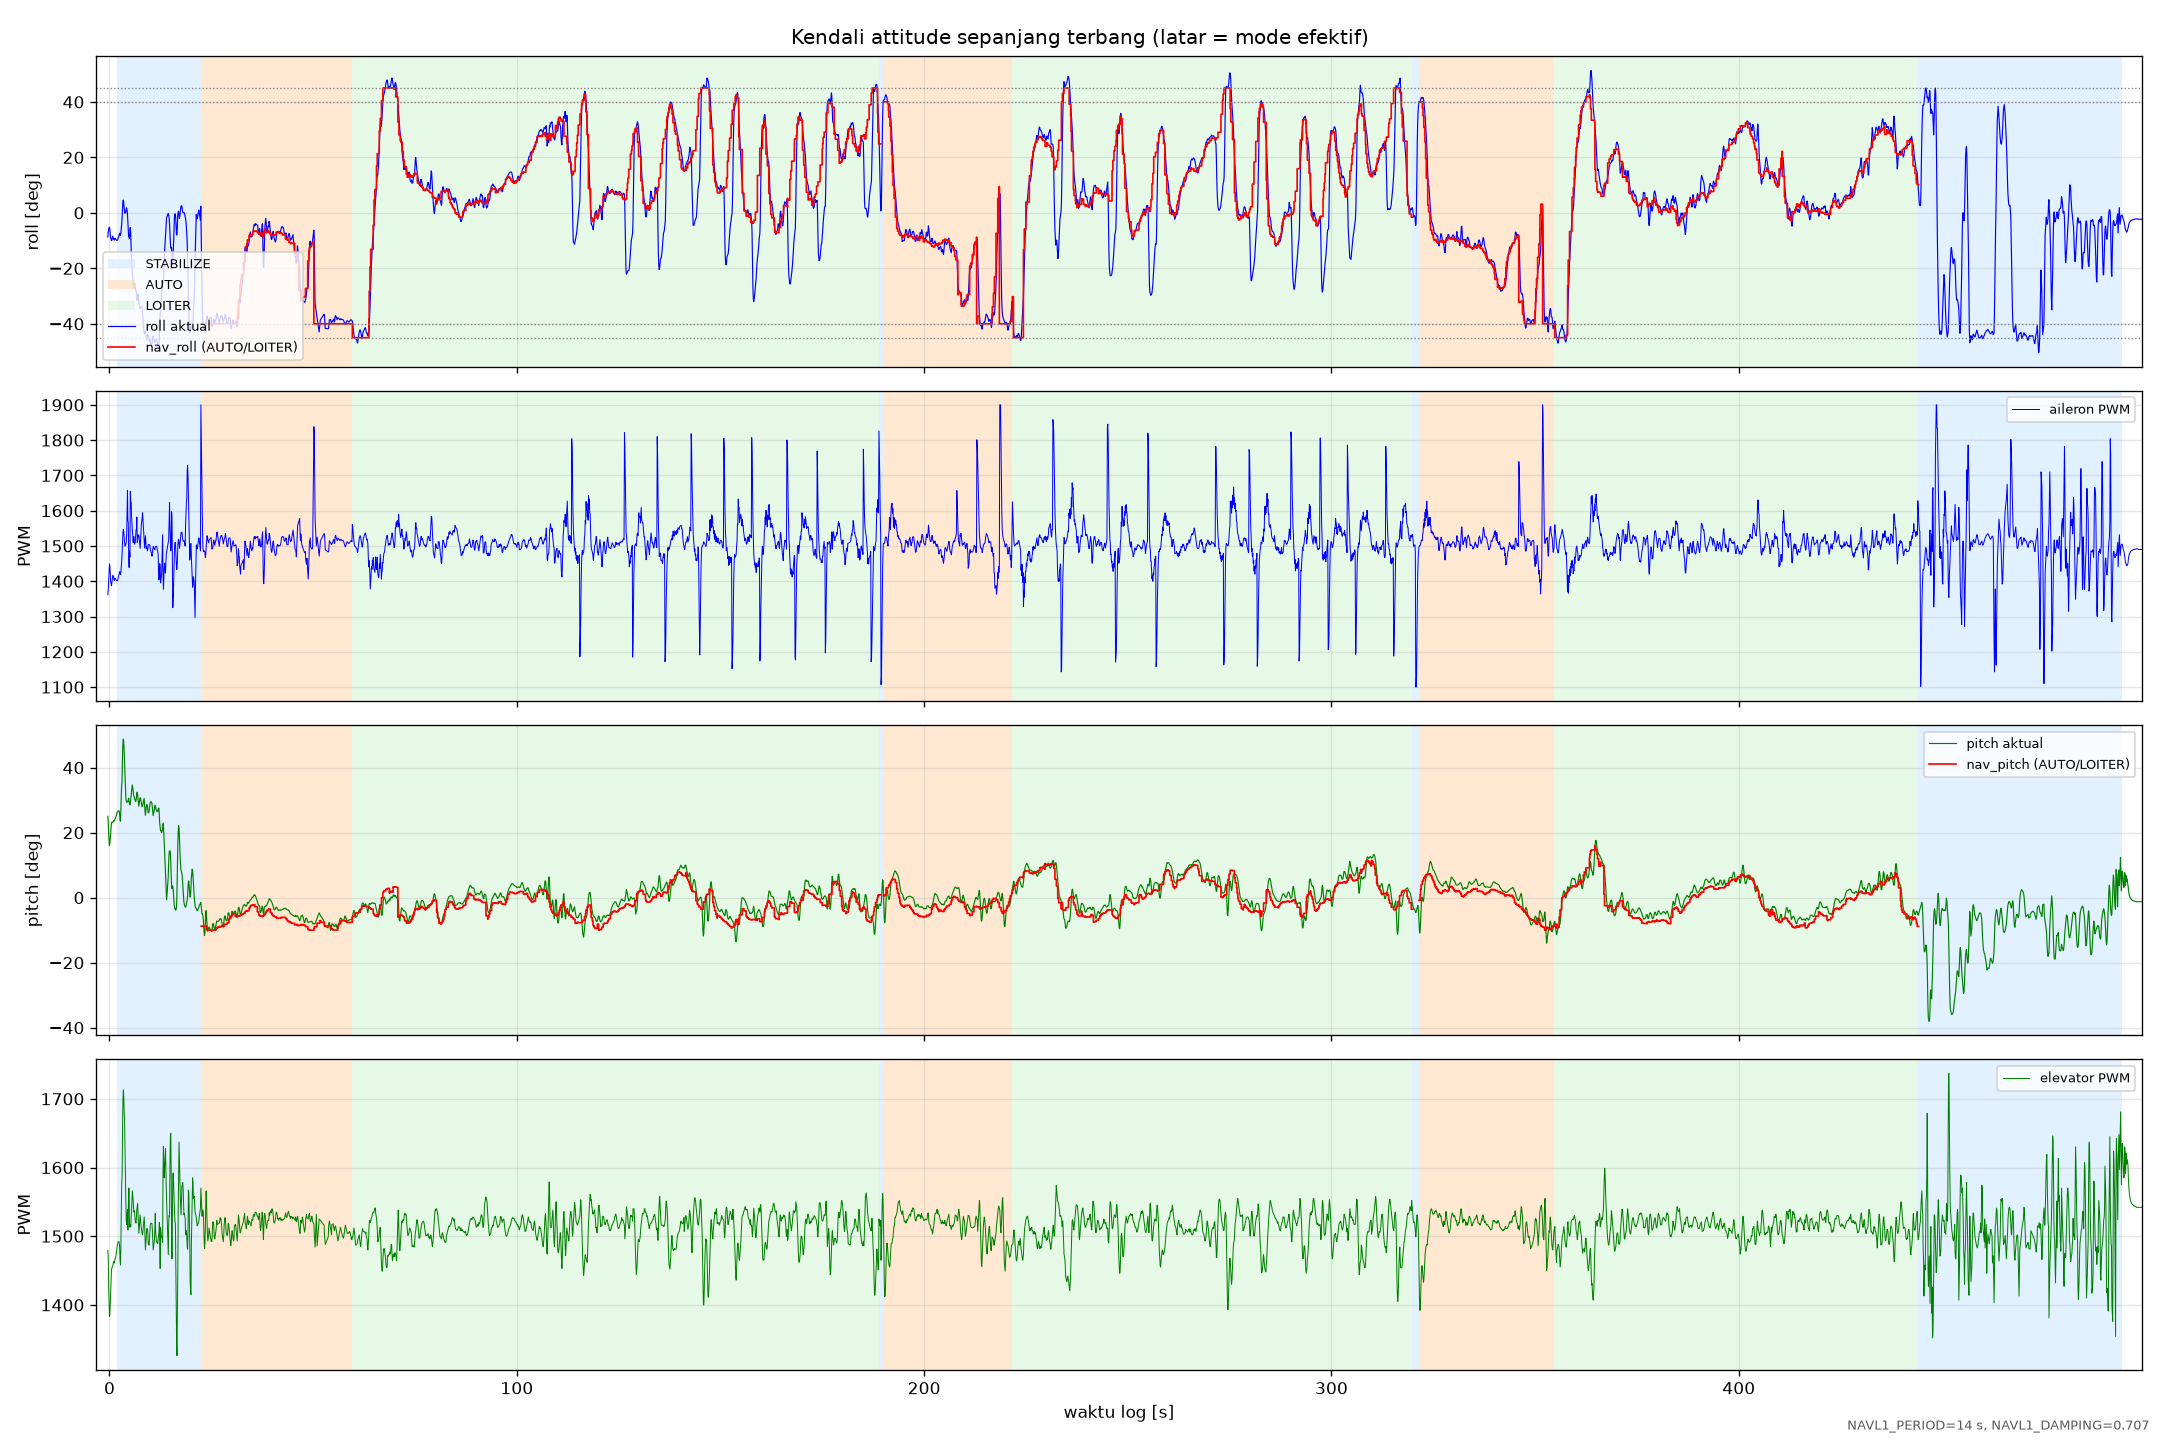 Kendali attitude sepanjang terbang (latar = mode efektif)
roll [deg]
40
20
0
−20
−40
STABILIZE
AUTO
LOITER
roll aktual
nav_roll (AUTO/LOITER)
PWM
1900
1800
1700
1600
1500
1400
1300
1200
1100
aileron PWM
pitch [deg]
40
20
0
−20
−40
pitch aktual
nav_pitch (AUTO/LOITER)
PWM
1700
1600
1500
1400
elevator PWM
0
100
200
300
400
waktu log [s]
NAVL1_PERIOD=14 s, NAVL1_DAMPING=0.707